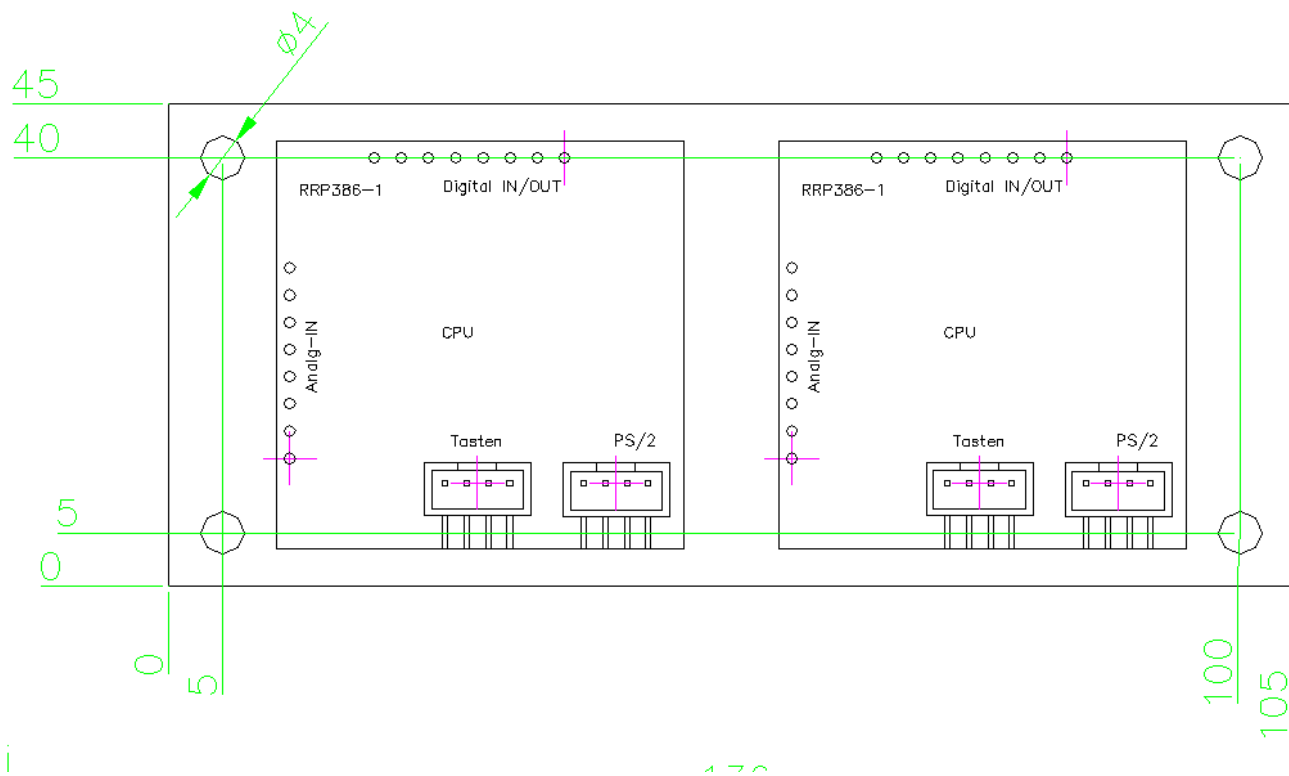 ø4
45
40
RRP386-1
Digital IN/OUT
RRP386-1
Digital IN/OUT
Analg-IN
CPU
Analg-IN
CPU
Tasten
PS/2
Tasten
PS/2
5
0
0
5
100
105